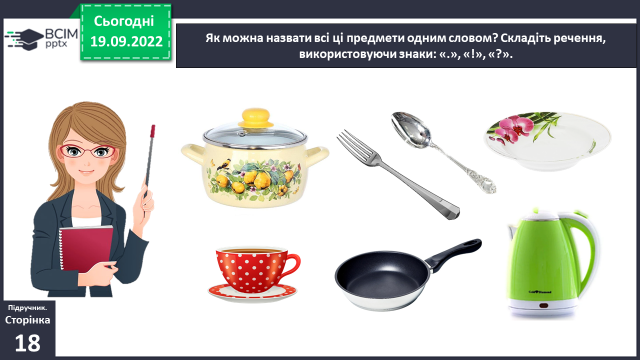 ВСІМ
pptx
Сьогодні
19.09.2022
Як можна назвати всі ці предмети одним словом? Складіть речення,
використовуючи знаки: «.», «!», «?».
Підручник.
Сторінка
18